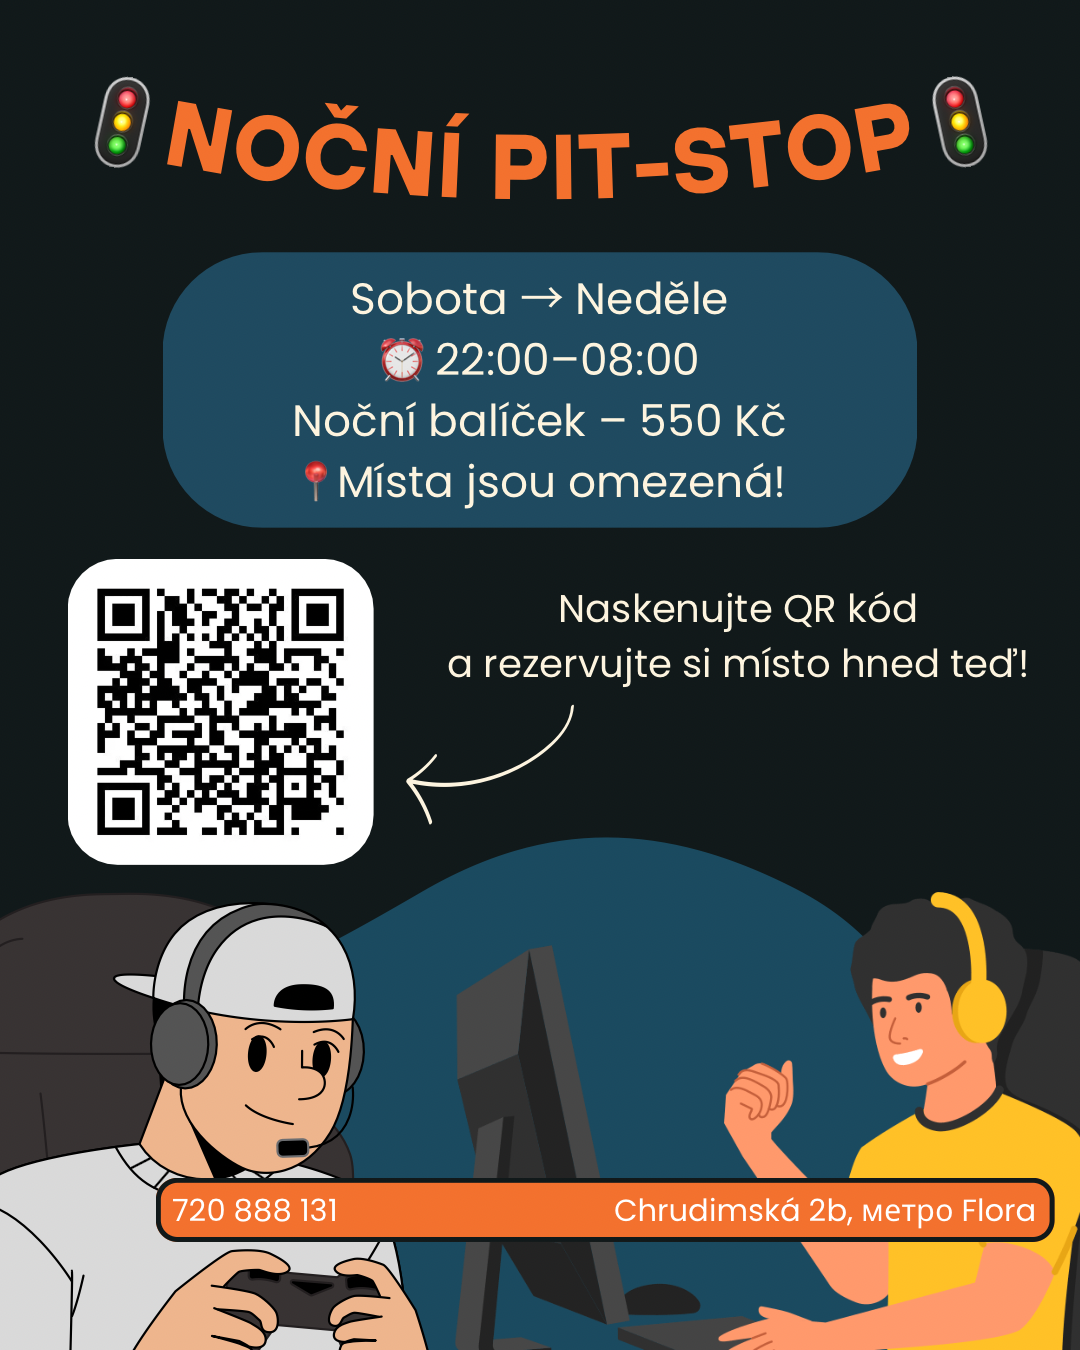 NOČNÍ PIT-STOP
Sobota → Neděle
22:00–08:00
Noční balíček – 550 Kč
Místa jsou omezená!
Naskenujte QR kód
a rezervujte si místo hned teď!
720 888 131
Chrudimská 2b, метро Flora